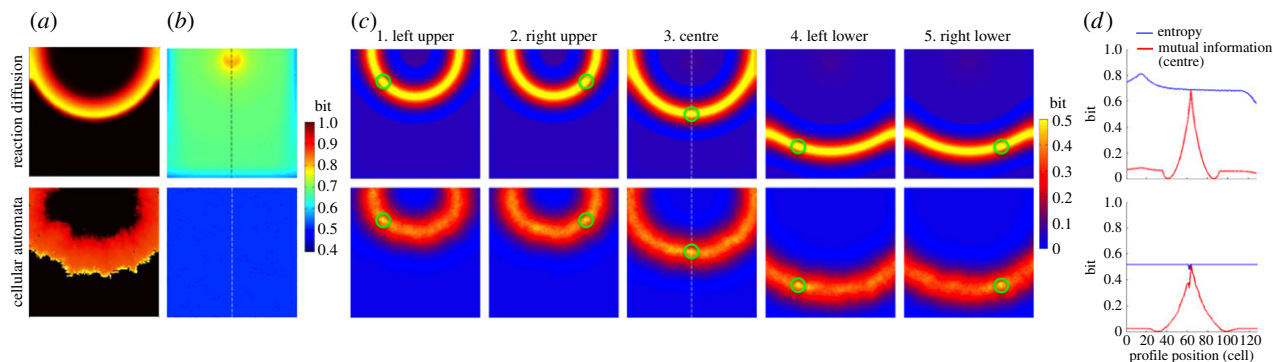 (a)
(b)
(c)
(d)
1. left upper
2. right upper
3. centre
4. left lower
5. right lower
entropy
mutual information
(centre)
reaction diffusion
cellular automata
bit
1.0
0.9
0.8
0.7
0.6
0.5
0.4
bit
0.5
0.4
0.3
0.2
0.1
0
bit
1.0
0.8
0.6
0.4
0.2
0
bit
1.0
0.8
0.6
0.4
0.2
0
0 20 40 60 80 100 120
profile position (cell)